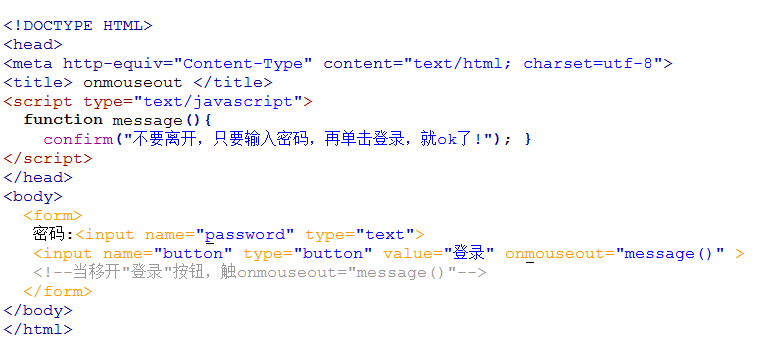 <!DOCTYPE HTML>
<head>
<meta http-equiv="Content-Type" content="text/html; charset=utf-8">
<title> onmouseout </title>
<script type="text/javascript">
  function message(){
    confirm("不要离开，只要输入密码，再单击登录，就ok了!"); }
</script>
</head>
<body>
  <form>
   密码:<input name="password" type="text">
   <input name="button" type="button" value="登录" onmouseout="message()" >
   <!--当移开"登录"按钮，触onmouseout="message()"-->
  </form>
</body>
</html>